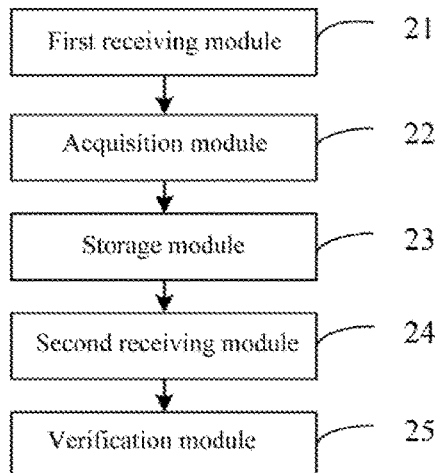 First receiving module 21
Acquisition module 22
Storage module 23
Second receiving module 24
Verification module 25